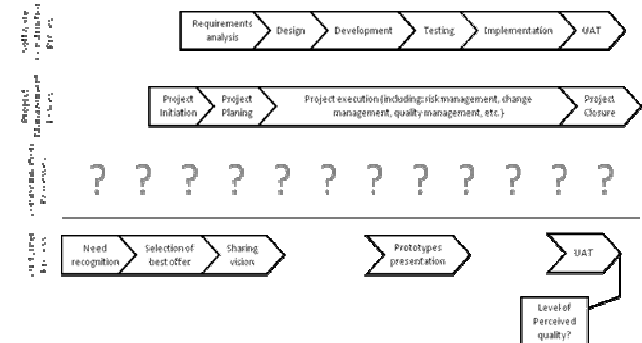 Requirements
analysis
Design
Development
Testing
Implementation
UAT
Project
Initiation
Project
Planing
Project execution (including: risk management, change
management, quality management, etc.)
Project
Closure
? ? ? ? ? ? ? ? ? ? ? ?
Need
recognition
Selection of
best offer
Sharing
vision
Prototypes
presentation
UAT
Level of
Perceived
quality?